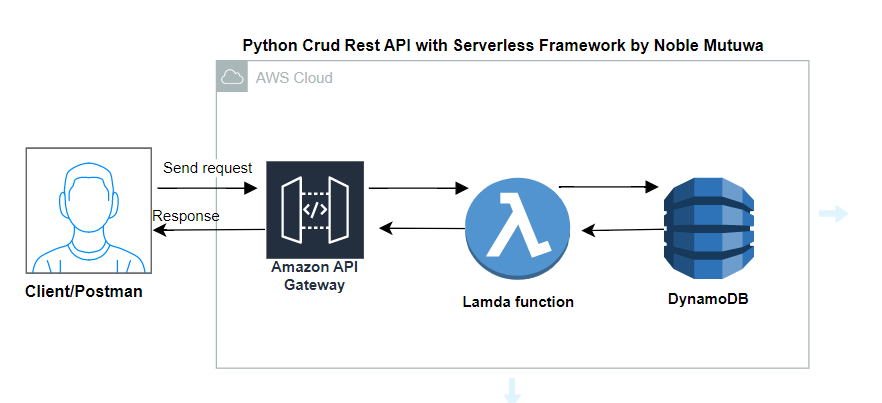 Python Crud Rest API with Serverless Framework by Noble Mutuwa
AWS Cloud
Send request
Response
</>
Amazon API
Gateway
Client/Postman
Lamda function
DynamoDB